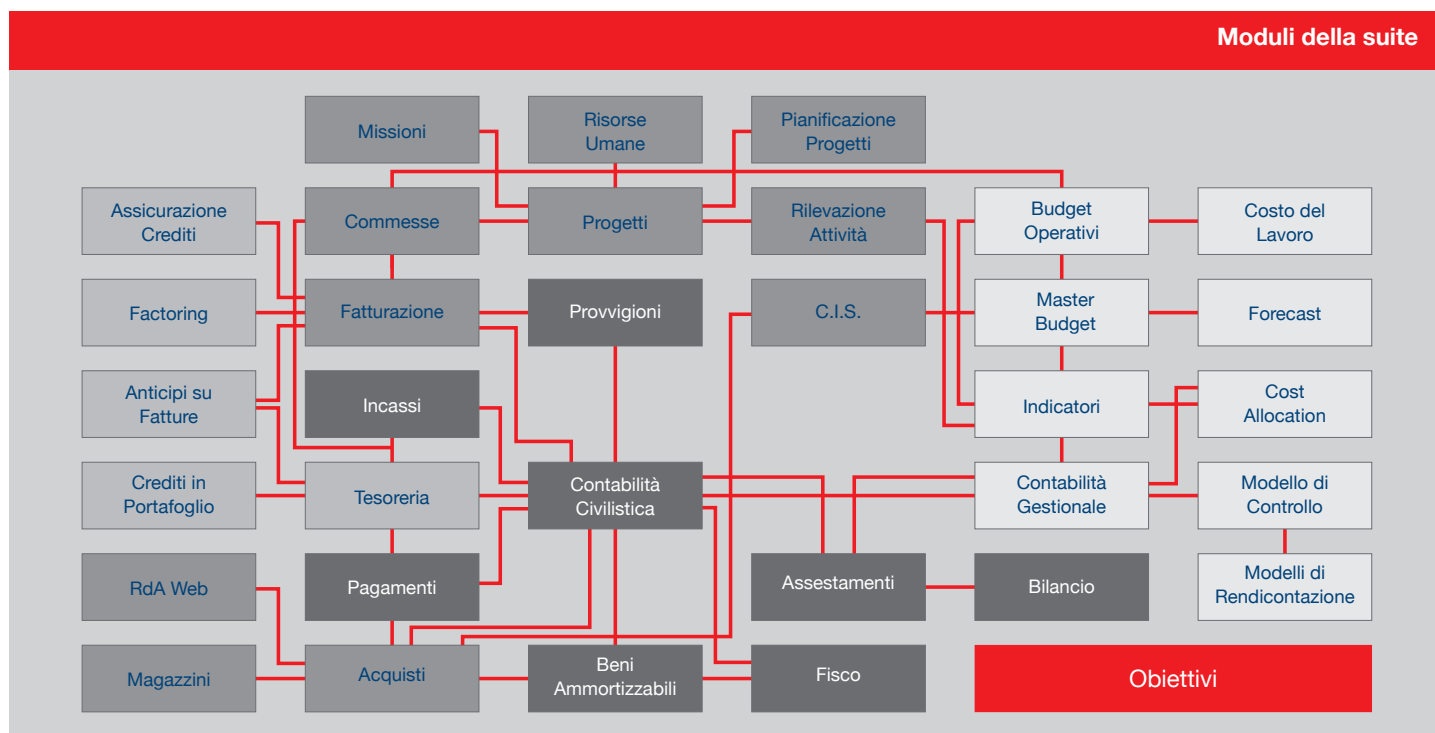 Moduli della suite
Missioni
Risorse
Umane
Pianificazione
Progetti
Assicurazione
Crediti
Commesse
Progetti
Rilevazione
Attività
Budget
Operativi
Costo del
Lavoro
Factoring
Fatturazione
Provvigioni
C.I.S.
Master
Budget
Forecast
Anticipi su
Fatture
Incassi
Indicatori
Cost
Allocation
Crediti in
Portafoglio
Tesoreria
Contabilità
Civilistica
Contabilità
Gestionale
Modello di
Controllo
RdA Web
Pagamenti
Assestamenti
Bilancio
Modelli di
Rendicontazione
Magazzini
Acquisti
Beni
Ammortizzabili
Fisco
Obiettivi